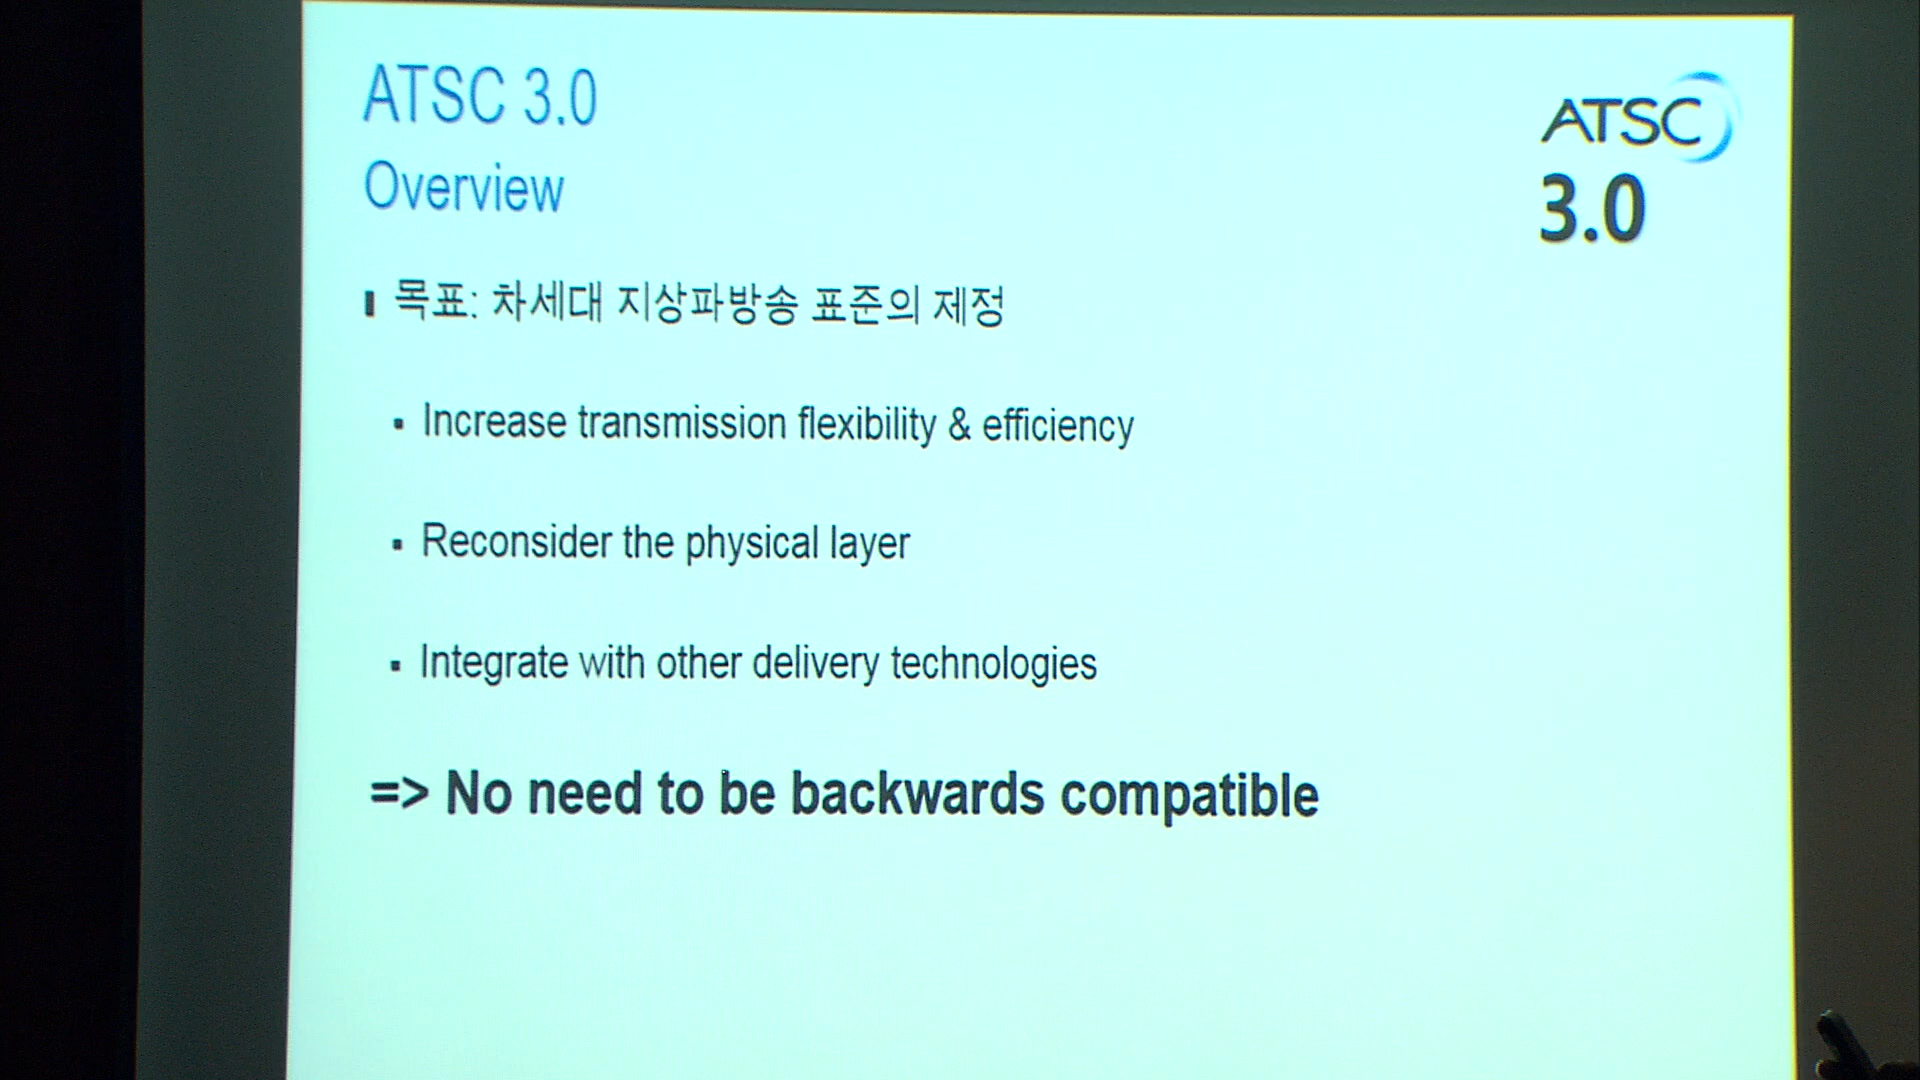 ATSC 3.0
Overview
ATSC
3.0
목표: 차세대 지상파방송 표준의 제정
▪ Increase transmission flexibility & efficiency
▪ Reconsider the physical layer
▪ Integrate with other delivery technologies
=> No need to be backwards compatible